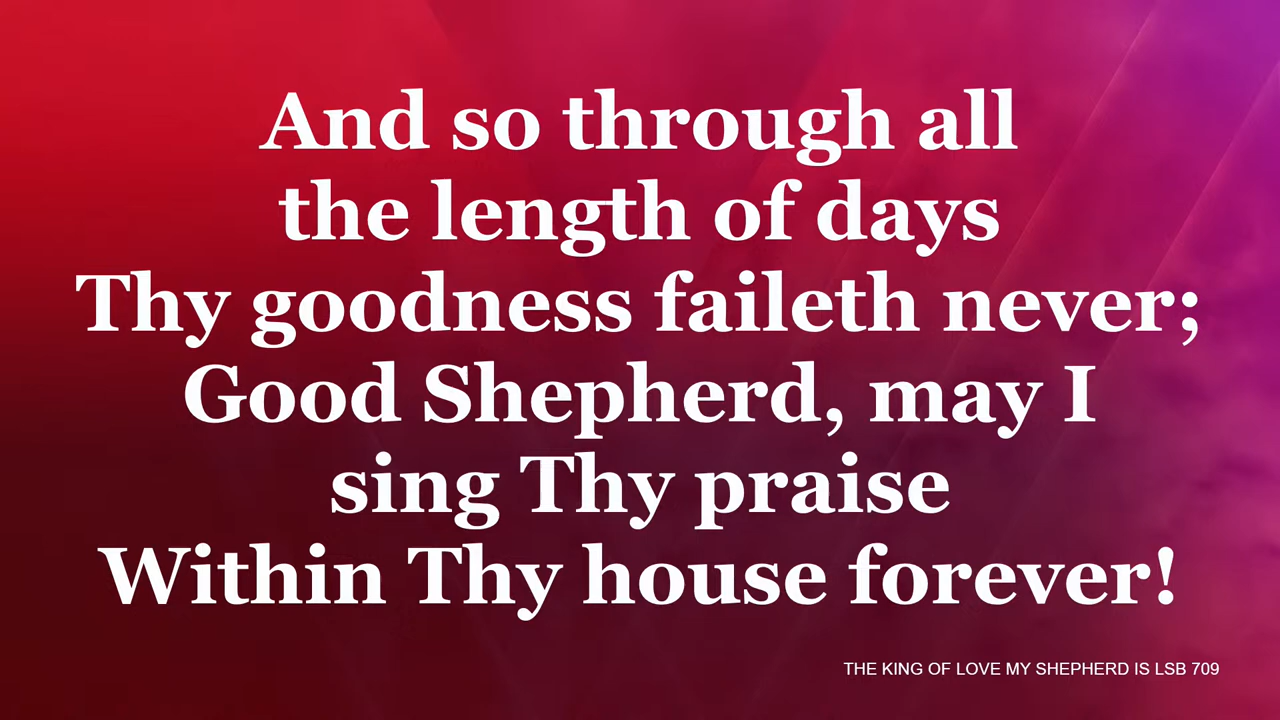 And so through all
the length of days
Thy goodness faileth never;
Good Shepherd, may I
sing Thy praise
Within Thy house forever!
THE KING OF LOVE MY SHEPHERD IS LSB 709